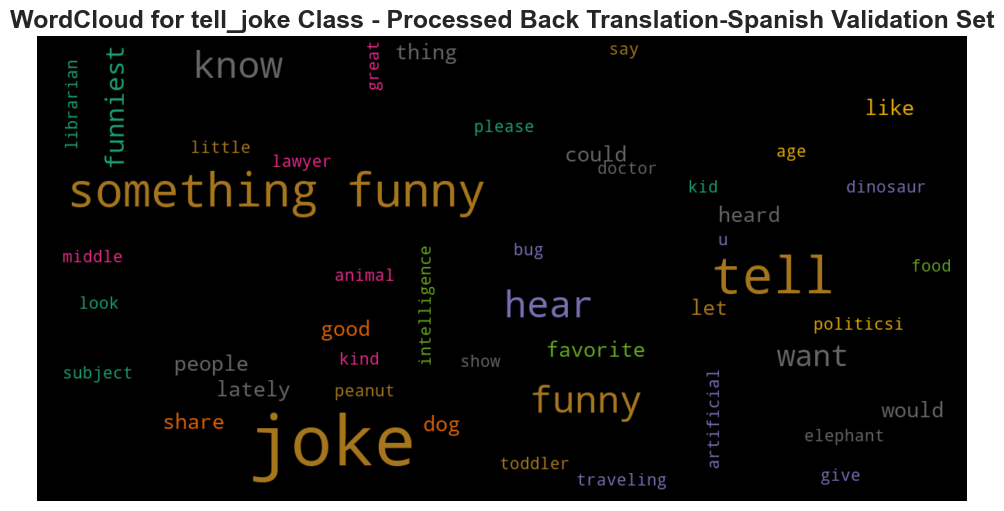 WordCloud for tell_joke Class - Processed Back Translation-Spanish Validation Set
librarian
funniest
know
great
thing
say
like
please
little
lawyer
could
doctor
age
kid
dinosaur
something funny
heard
u
middle
animal
intelligence
bug
tell
food
look
hear
let
good
politicsi
people
kind
show
favorite
want
subject
lately
peanut
funny
artificial
would
share
joke
dog
elephant
toddler
traveling
give